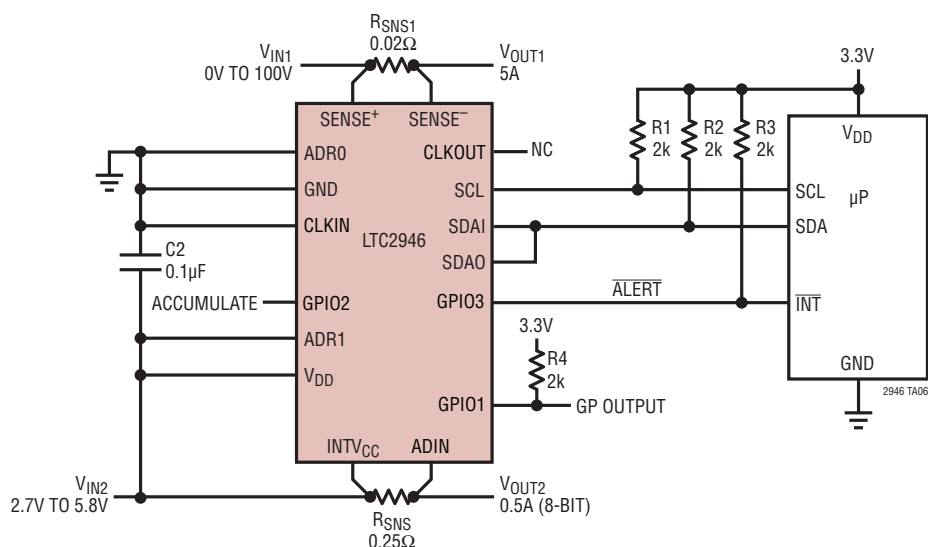 RSNS1
0.02Ω
VIN1
0V TO 100V
VOUT1
5A
3.3V
SENSE+
SENSE–
R1
2k
R2
2k
R3
2k
VDD
ADR0
CLKOUT
NC
GND
SCL
SCL
µP
CLKIN
LTC2946
SDAI
SDA
C2
0.1µF
SDAO
ACCUMULATE
GPIO2
GPIO3
ALERT
INT
ADR1
3.3V
R4
2k
VDD
GND
2946 TA06
GPIO1
GP OUTPUT
INTVCC
ADIN
VIN2
2.7V TO 5.8V
VOUT2
0.5A (8-BIT)
RSNS
0.25Ω